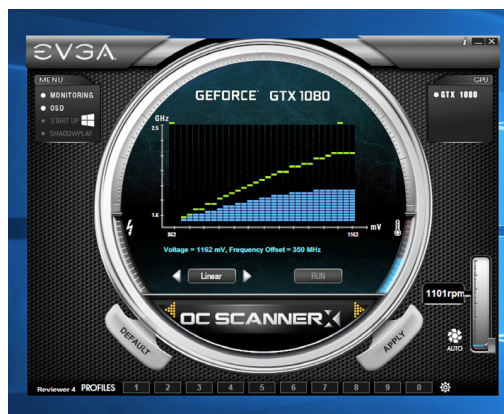 EVGA
MENU
MONITORING
OSD
START UP
SHADOWPLAY
i
GPU
GTX 1080
GEFORCE GTX 1080
GHz
2.5
1.6
862
1162
mV
Voltage = 1162 mV, Frequency Offset = 350 MHz
Linear
RUN
OC SCANNER X
DEFAULT
APPLY
1101rpm
AUTO
Reviewer 4 PROFILES 1 2 3 4 5 6 7 8 9 0